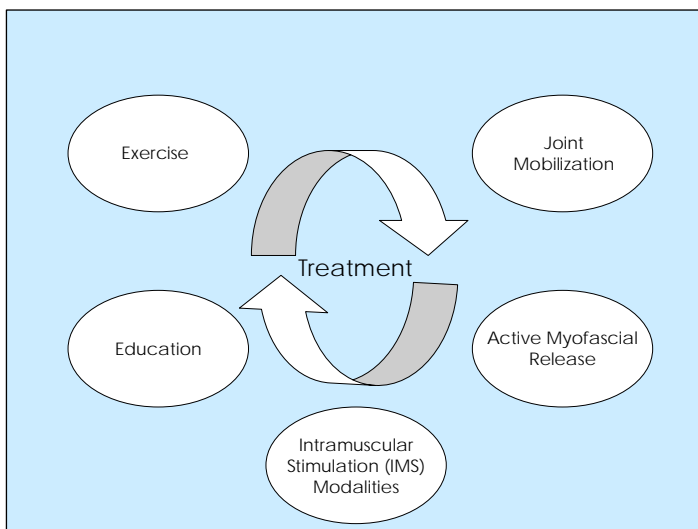 Exercise
Joint
Mobilization
Treatment
Education
Active Myofascial
Release
Intramuscular
Stimulation (IMS)
Modalities